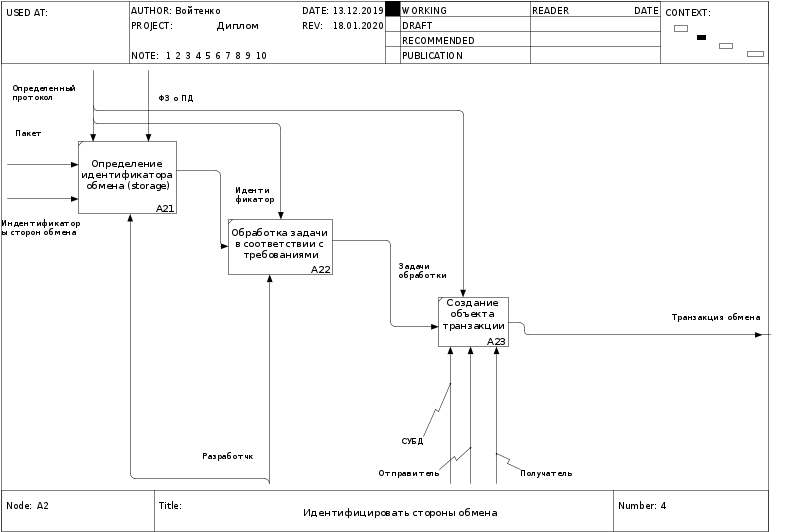 USED AT:
AUTHOR: Войтенко
DATE: 13.12.2019
WORKING
READER
DATE
CONTEXT:
PROJECT: Диплом
REV: 18.01.2020
DRAFT
RECOMMENDED
NOTE: 1 2 3 4 5 6 7 8 9 10
PUBLICATION
Определенный
протокол
ФЗ о ПД
Пакет
Определение
идентификатора
обмена (storage)
A21
Индентификатор
ы сторон обмена
Иденти
фикатор
Обработка задачи
в соответствии с
требованиями
A22
Задачи
обработки
Создание
объекта
транзакции
A23
Транзакция обмена
СУБД
Разработчк
Отправитель
Получатель
Node: A2
Title:
Идентифицировать стороны обмена
Number: 4